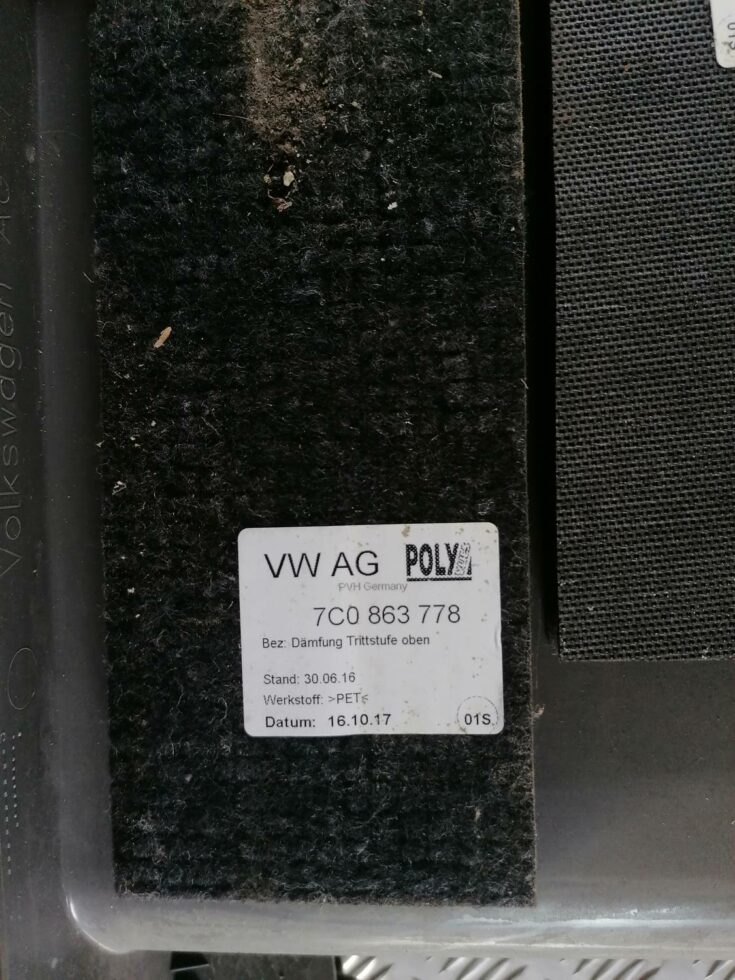 Volkswagen AG
VW AG POLY
PVH Germany
7C0 863 778
Bez: Dämfung Trittstufe oben
Stand: 30.06.16
Werkstoff: >PET<
Datum: 16.10.17 01S